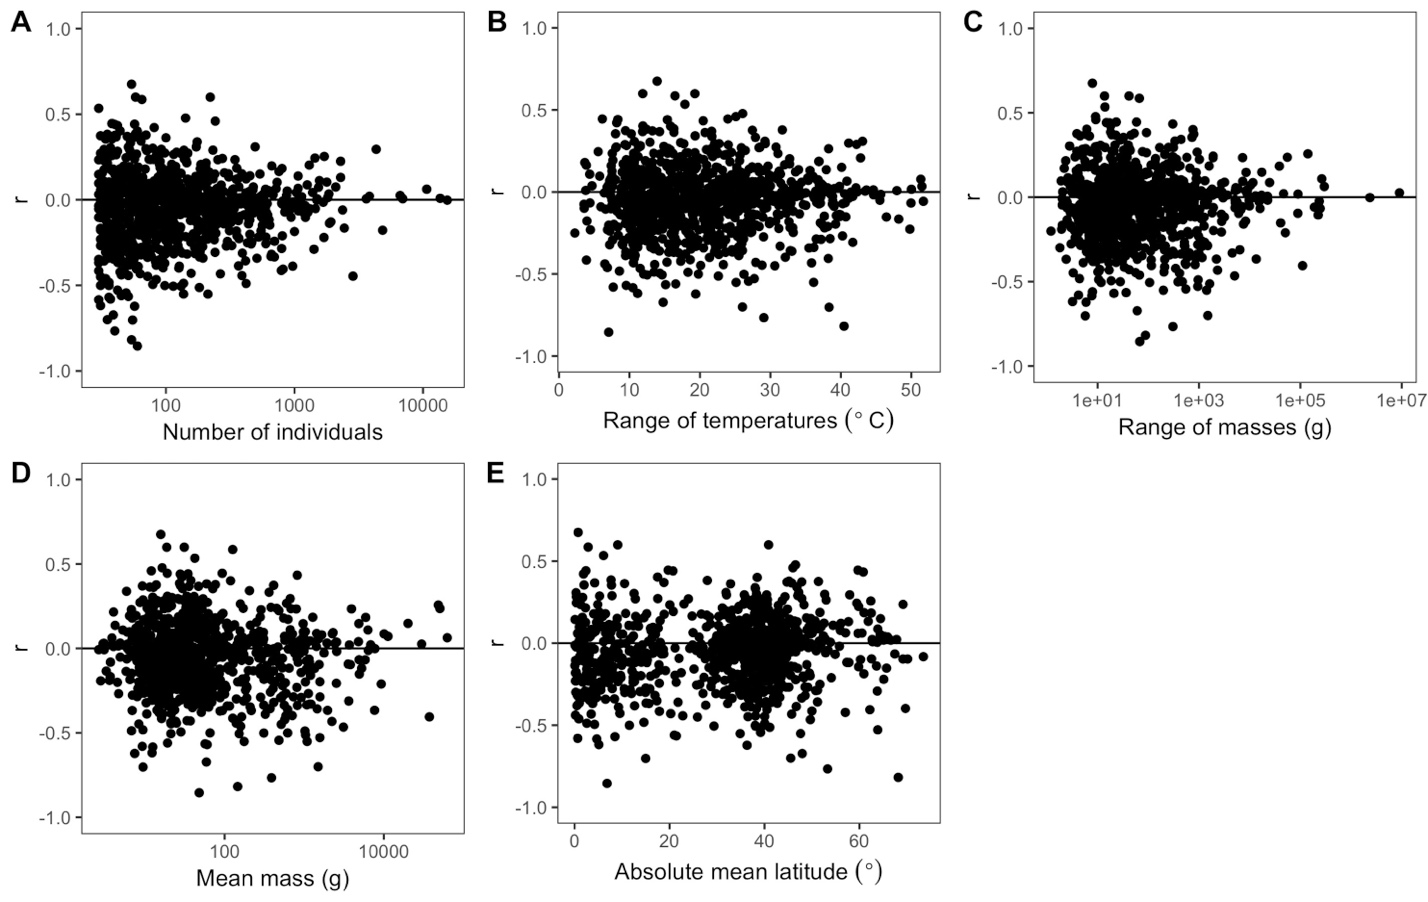 A
1.0
0.5
0.0
-0.5
-1.0
r
100
1000
10000
Number of individuals
B
1.0
0.5
0.0
-0.5
-1.0
r
0
10
20
30
40
50
Range of temperatures (° C)
C
1.0
0.5
0.0
-0.5
-1.0
r
1e+01
1e+03
1e+05
1e+07
Range of masses (g)
D
1.0
0.5
0.0
-0.5
-1.0
r
100
10000
Mean mass (g)
E
1.0
0.5
0.0
-0.5
-1.0
r
0
20
40
60
Absolute mean latitude (°)